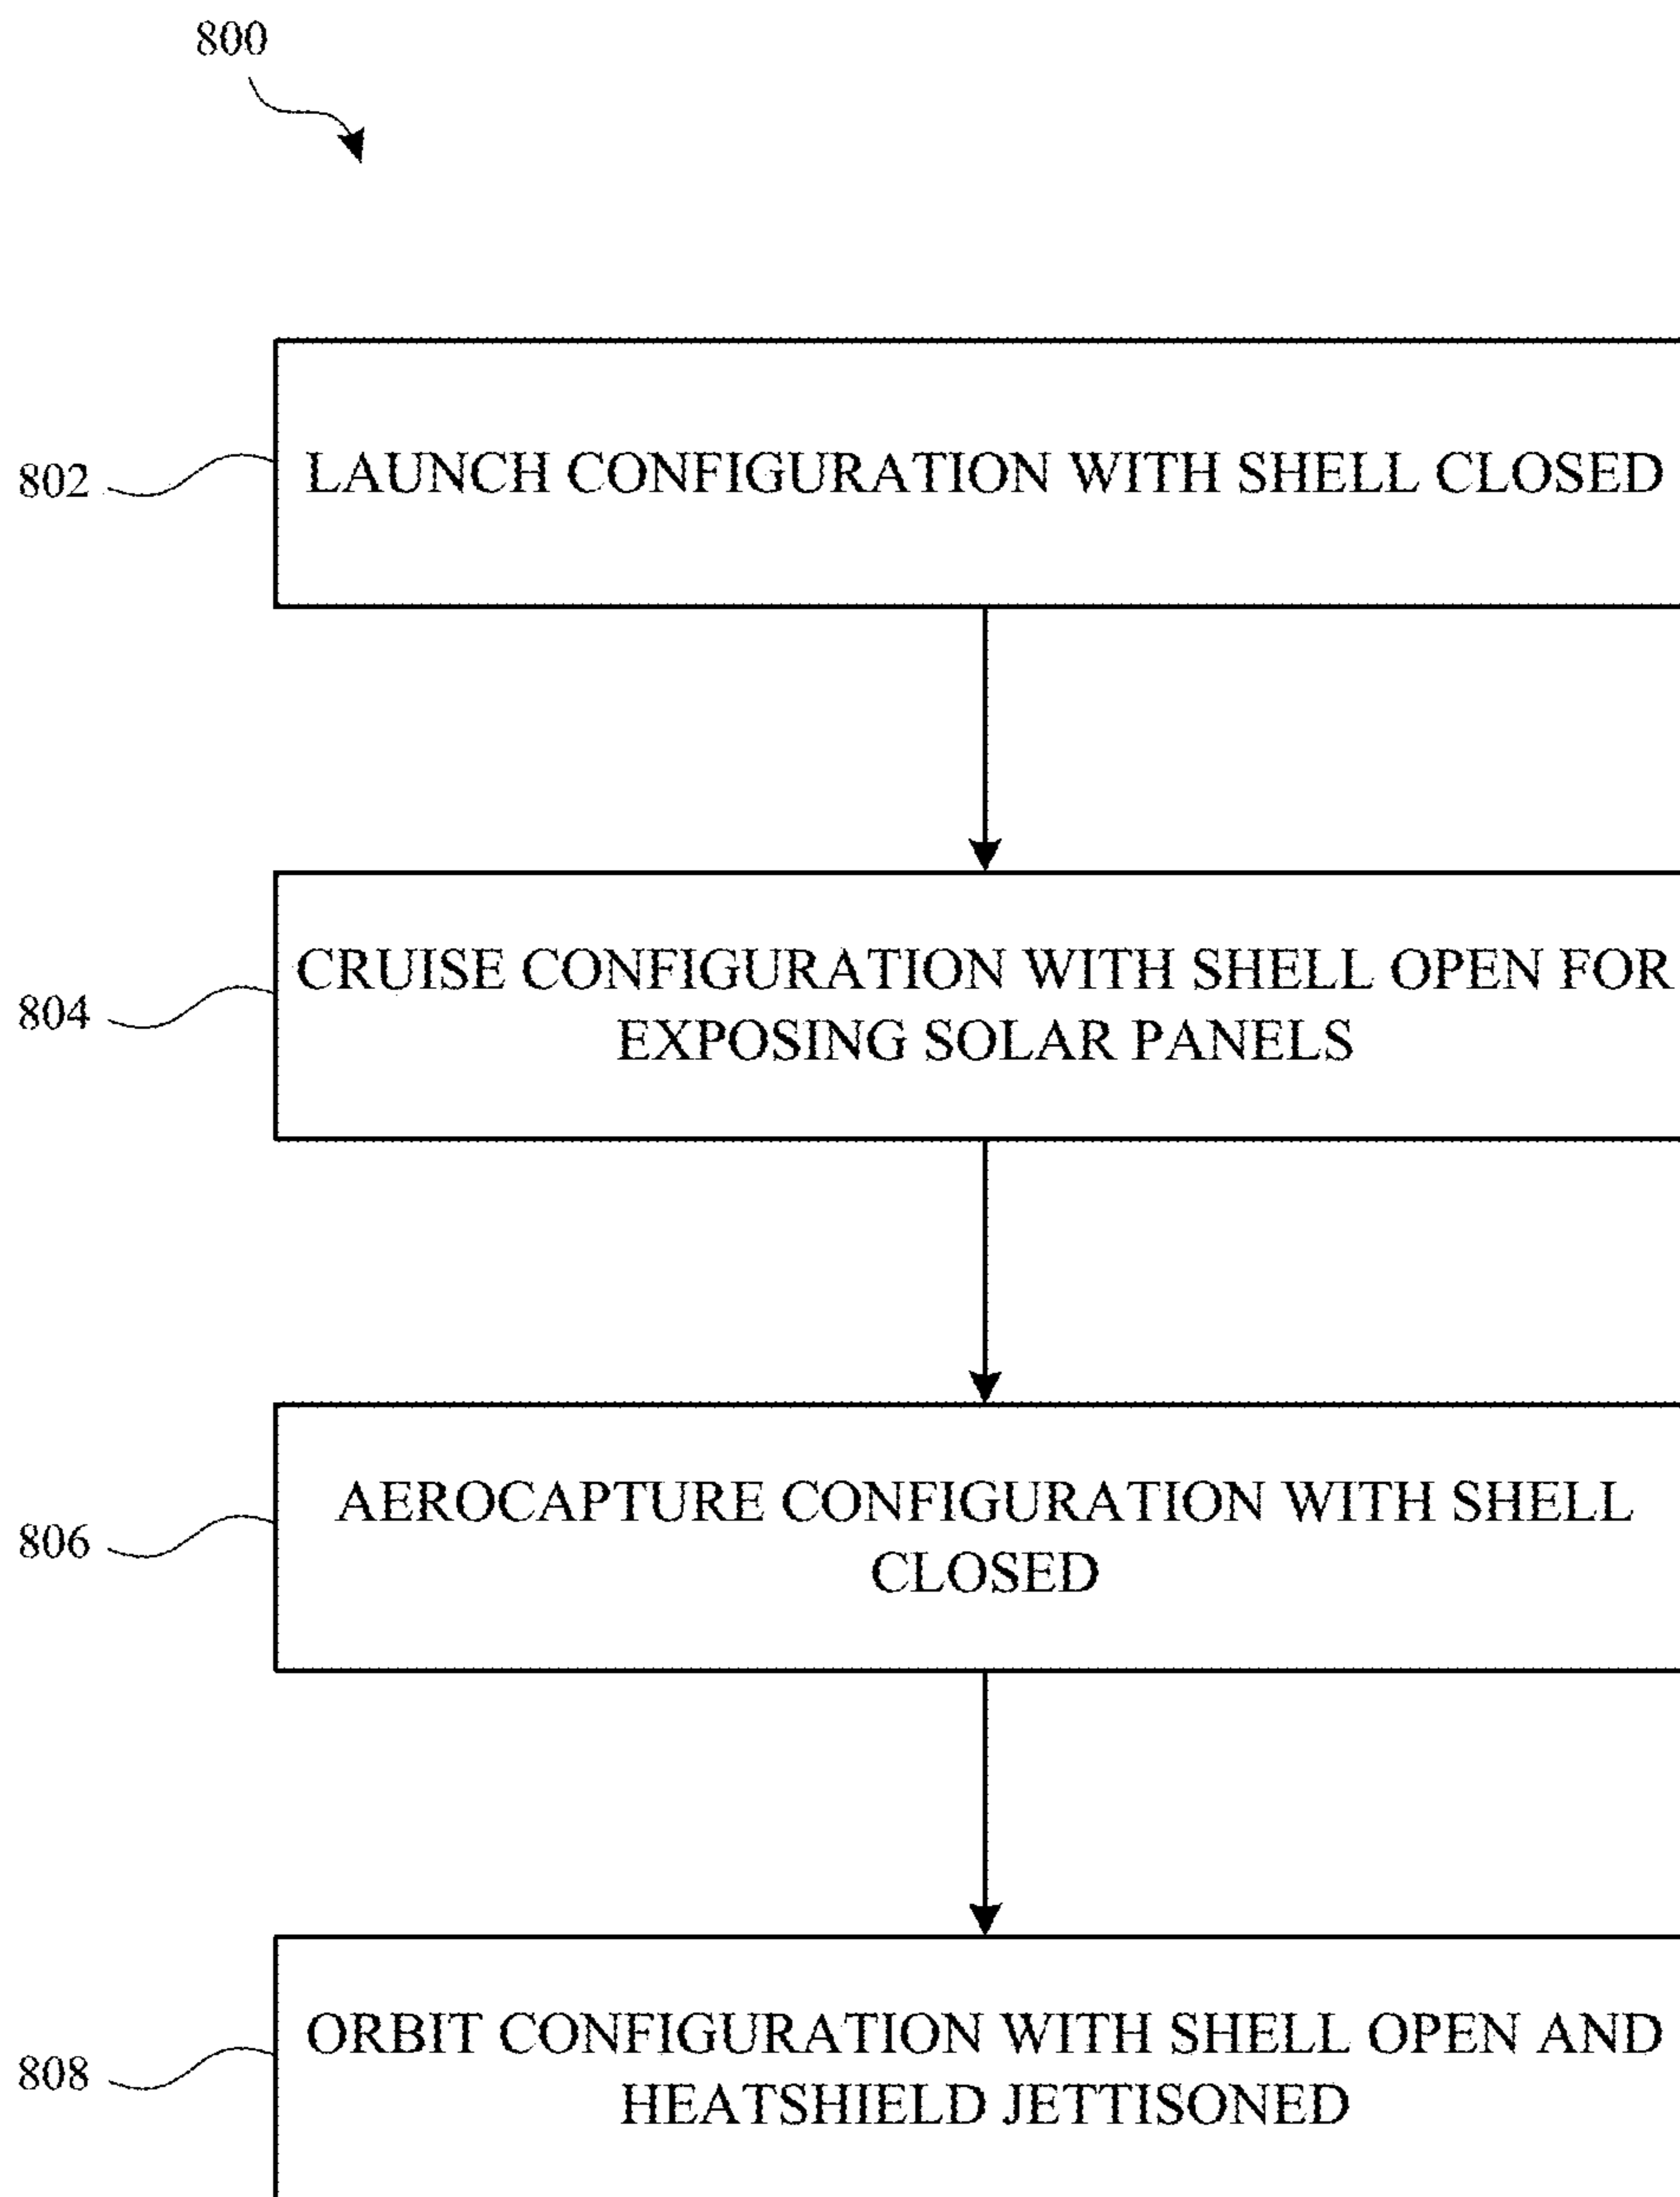 800
802
LAUNCH CONFIGURATION WITH SHELL CLOSED
804
CRUISE CONFIGURATION WITH SHELL OPEN FOR
EXPOSING SOLAR PANELS
806
AEROCAPTURE CONFIGURATION WITH SHELL
CLOSED
808
ORBIT CONFIGURATION WITH SHELL OPEN AND
HEATSHIELD JETTISONED